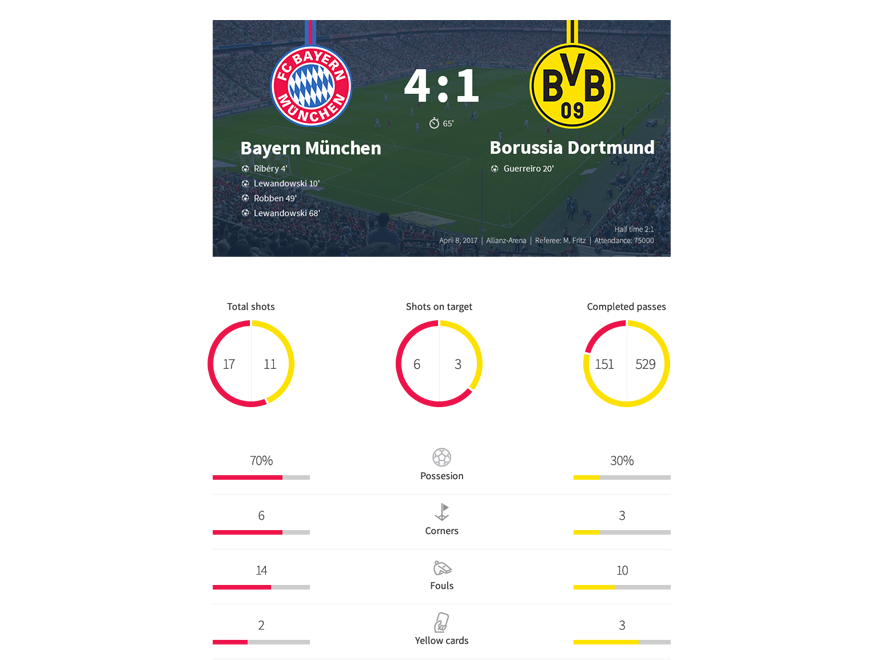 FC BAYERN
MÜNCHEN
4:1
BVB
09
65'
Bayern München
Borussia Dortmund
Ribéry 4'
Guerreiro 20'
Lewandowski 10'
Robben 49'
Lewandowski 68'
Half time 2:1
April 8, 2017 | Allianz-Arena | Referee: M. Fritz | Attendance: 75000
Total shots
Shots on target
Completed passes
17 11
6 3
151 529
70% 30%
Possesion
6 3
Corners
14 10
Fouls
2 3
Yellow cards